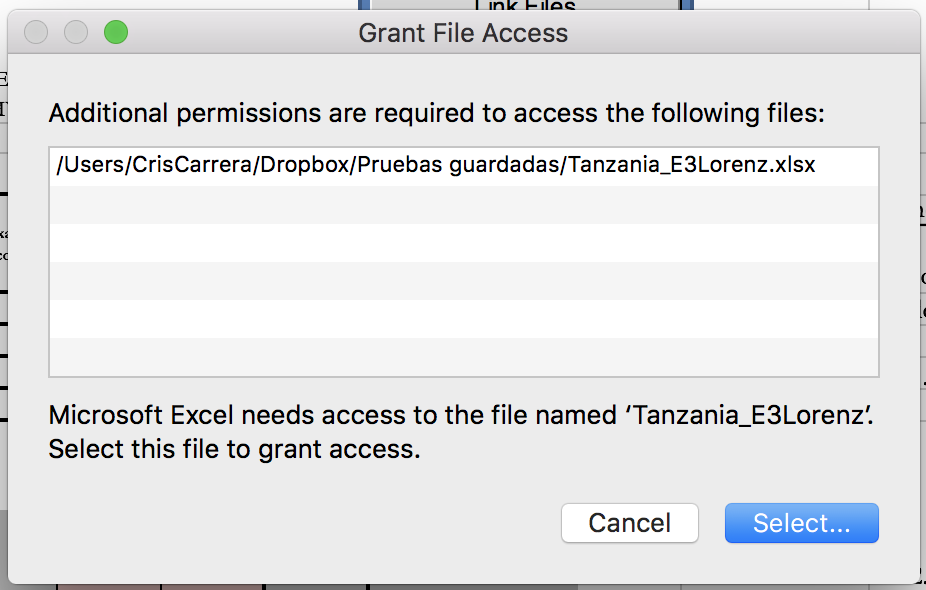 Link Files
Grant File Access
Additional permissions are required to access the following files:
/Users/CrisCarrera/Dropbox/Pruebas guardadas/Tanzania_E3Lorenz.xlsx
Microsoft Excel needs access to the file named ‘Tanzania_E3Lorenz’.
Select this file to grant access.
Cancel
Select...